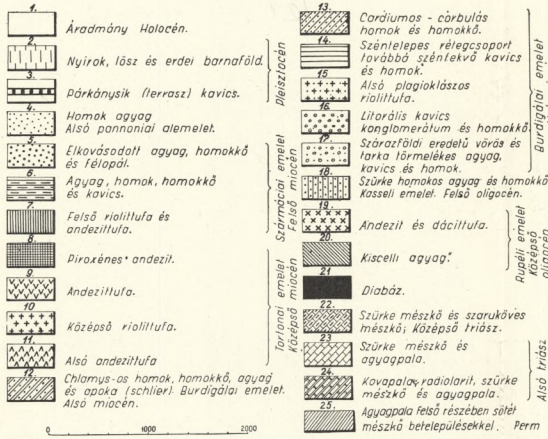 1.
Áradmány Holocén.
2.
Nyirok, lösz és erdei barnaföld.
3.
Párkánysik (terrasz) kavics.
Pleisztocén
4.
Homok agyag
Alsó pannoniai alemelet.
5.
Elkovásodott agyag, homokkő
és félopál.
6.
Agyag, homok, homokkő
és kavics.
7.
Felső riolittufa és
andezittufa.
Szármáciai emelet
Felső miocén
8.
Piroxénes andezit.
9.
Andezittufa.
10
Középső riolittufa.
11.
Alsó andezittufa
Tortonai emelet
Középső miocén
12
Chlamys-os homok, homokkő, agyag
és apoka (schlier) Burdigálai emelet.
Alsó miocén.
0
2000
13.
Cardiumos - corbulás
homok és homokkő.
14.
Széntelepes rétegcsoport
továbbá szénfekvő kavics
és homok.
15
Alsó plagioklászos
riolittufa.
16.
Litorális kavics
konglomerátum és homokkő.
17.
Szárazföldi eredetű vörös és
tarka törmelékes agyag,
kavics és homok.
Burdigálai emelet
18.
Szürke homokos agyag és homokkő
Kasseli emelet. Felső oligocén.
19.
Andezit és dácittufa.
20.
Kiscelli agyag.
Rupéli emelet
Középső
oligocén
21
Diabáz.
22.
Szürke mészkő és szaruköves
mészkő; Középső triász.
23
Szürke mészkő és
agyagpala.
24.
Kovapala, radiolarit, szürke
mészkő és agyagpala.
Alsó triász
25.
Agyagpala Felső részében sötét
mészkő betelepülésekkel. Perm